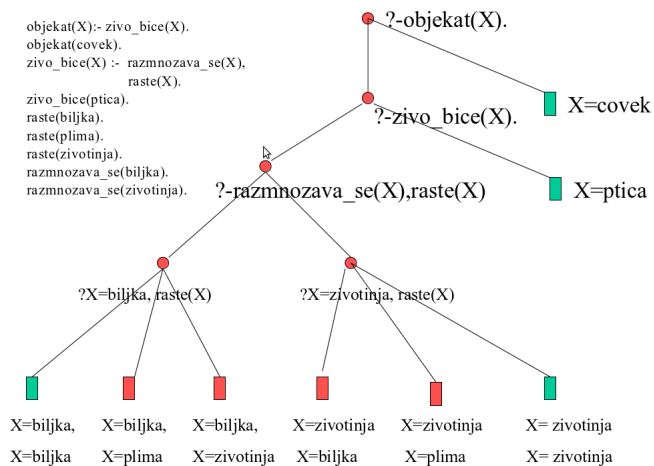 objekat(X):- zivo_bice(X).
objekat(covek).
zivo_bice(X) :- razmnozava_se(X),
raste(X).
zivo_bice(ptica).
raste(biljka).
raste(plima).
raste(zivotinja).
razmnozava_se(biljka).
razmnozava_se(zivotinja).
?-objekat(X).
X=covek
?-zivo_bice(X).
X=ptica
?-razmnozava_se(X),raste(X)
?X=biljka, raste(X)
?X=zivotinja, raste(X)
X=biljka, X=biljka, X=biljka, X=zivotinja X=zivotinja X= zivotinja
X=biljka X=plima X=zivotinja X=biljka X=plima X= zivotinja